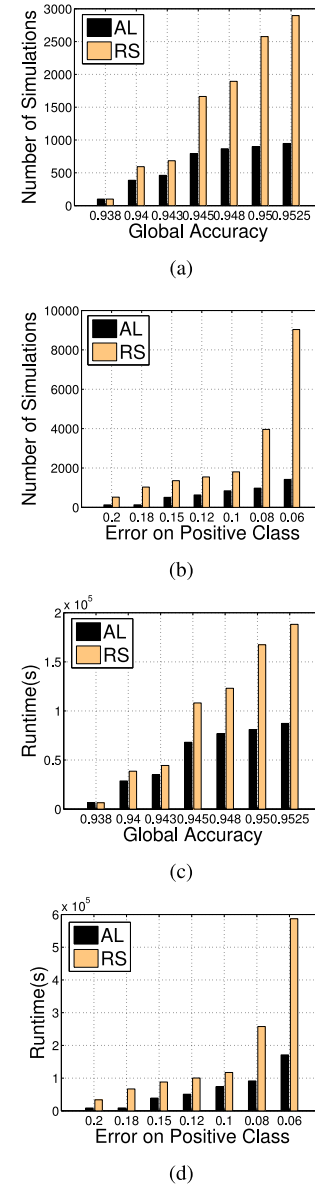 3000
2500
2000
1500
1000
500
0
Number of Simulations
AL
RS
0.938 0.94 0.943 0.945 0.948 0.95 0.9525
Global Accuracy
(a)
10000
8000
6000
4000
2000
0
Number of Simulations
AL
RS
0.2 0.18 0.15 0.12 0.1 0.08 0.06
Error on Positive Class
(b)
x 10^5
2
1.5
1
0.5
0
Runtime(s)
AL
RS
0.938 0.94 0.943 0.945 0.948 0.95 0.9525
Global Accuracy
(c)
x 10^5
6
5
4
3
2
1
0
Runtime(s)
AL
RS
0.2 0.18 0.15 0.12 0.1 0.08 0.06
Error on Positive Class
(d)